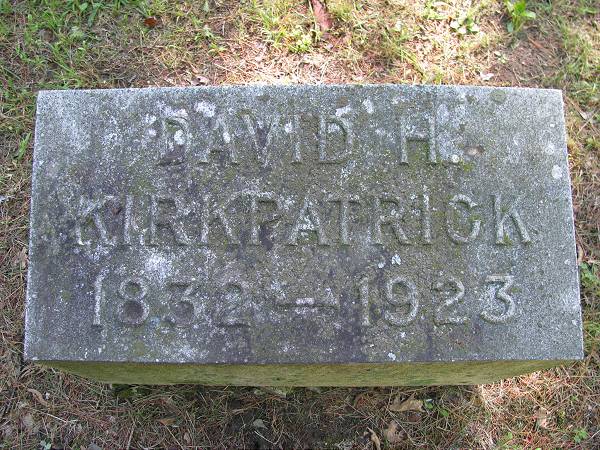 DAVID H.
KIRKPATRICK
1832 — 1923